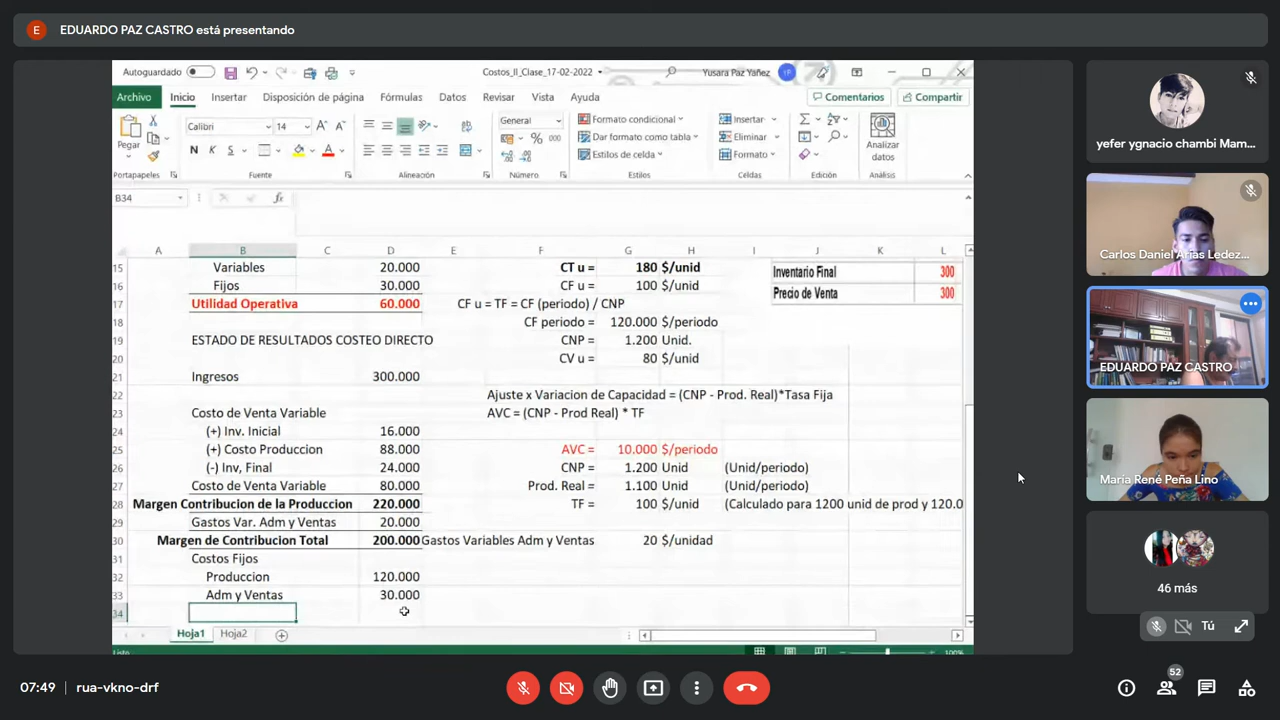 E
EDUARDO PAZ CASTRO está presentando
Autoguardado
Costos_II_Clase_17-02-2022
Yusara Paz Yañez
YP
Archivo Inicio Insertar Disposición de página Fórmulas Datos Revisar Vista Ayuda Comentarios Compartir
Pegar
Calibri 14
N K S
General
Formato condicional
Dar formato como tabla
Estilos de celda
Insertar
Eliminar
Formato
Analizar datos
Portapapeles Fuente Alineación Número Estilos Celdas Edición Análisis
B34 fx
A B C D E F G H I J K L
15 Variables 20.000 CT u = 180 $/unid Inventario Final 300
16 Fijos 30.000 CF u = 100 $/unid Precio de Venta 300
17 Utilidad Operativa 60.000 CF u = TF = CF (periodo) / CNP
18 CF periodo = 120.000 $/periodo
19 ESTADO DE RESULTADOS COSTEO DIRECTO CNP = 1.200 Unid.
20 CV u = 80 $/unid
21 Ingresos 300.000
22 Ajuste x Variacion de Capacidad = (CNP - Prod. Real)*Tasa Fija
23 Costo de Venta Variable AVC = (CNP - Prod Real) * TF
24 (+) Inv. Inicial 16.000
25 (+) Costo Produccion 88.000 AVC = 10.000 $/periodo
26 (-) Inv, Final 24.000 CNP = 1.200 Unid (Unid/periodo)
27 Costo de Venta Variable 80.000 Prod. Real = 1.100 Unid (Unid/periodo)
28 Margen Contribucion de la Produccion 220.000 TF = 100 $/unid (Calculado para 1200 unid de prod y 120.0
29 Gastos Var. Adm y Ventas 20.000
30 Margen de Contribucion Total 200.000 Gastos Variables Adm y Ventas 20 $/unidad
31 Costos Fijos
32 Produccion 120.000
33 Adm y Ventas 30.000
34
Hoja1 Hoja2
Listo 100%
yefer ygnacio chambi Mam...
Carlos Daniel Arias Ledez...
EDUARDO PAZ CASTRO
María René Peña Lino
46 más
Tú
07:49 | rua-vkno-drf
52